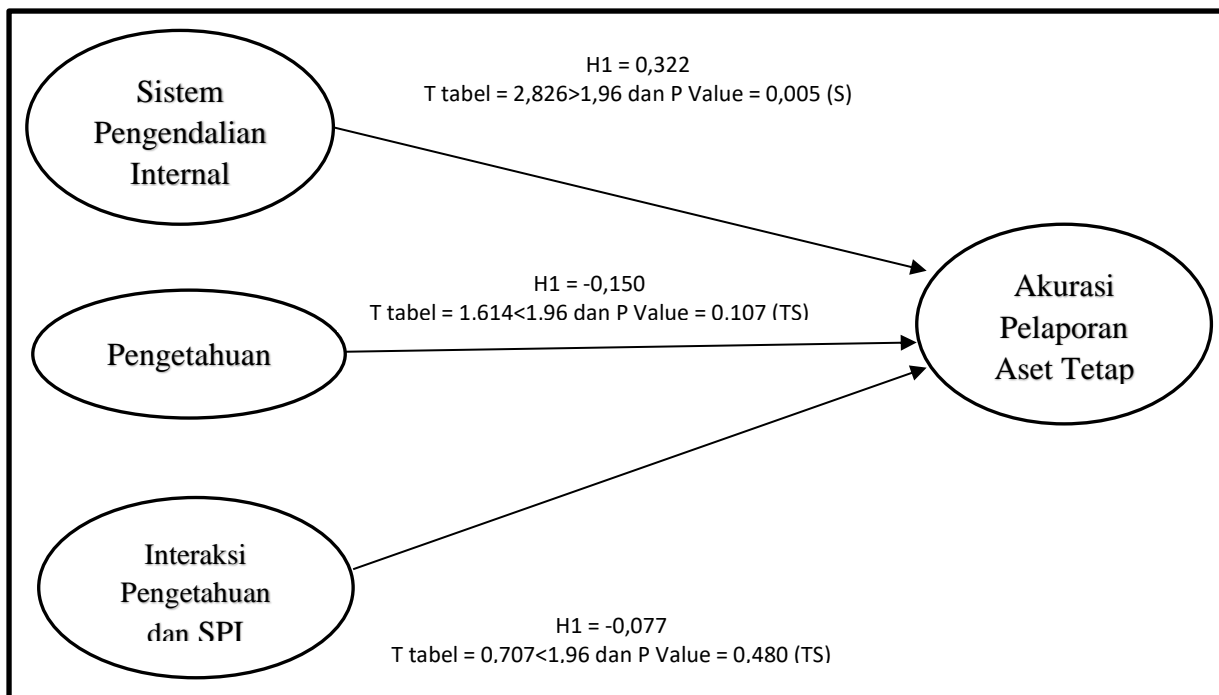 Sistem
Pengendalian
Internal
H1 = 0,322
T tabel = 2,826>1,96 dan P Value = 0,005 (S)
H1 = -0,150
T tabel = 1.614<1.96 dan P Value = 0.107 (TS)
Pengetahuan
Akurasi
Pelaporan
Aset Tetap
Interaksi
Pengetahuan
dan SPI
H1 = -0,077
T tabel = 0,707<1,96 dan P Value = 0,480 (TS)